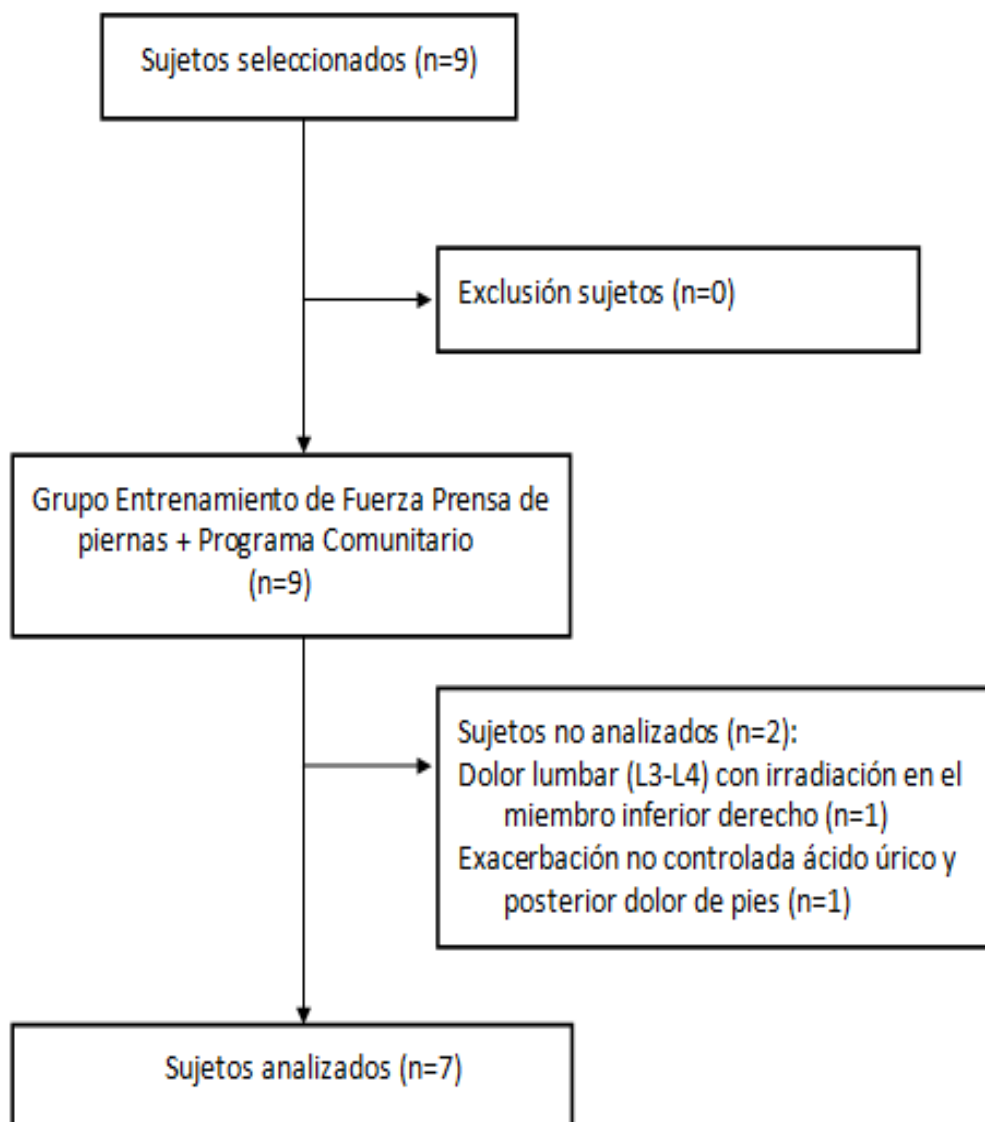 Sujetos seleccionados (n=9)
Exclusión sujetos (n=0)
Grupo Entrenamiento de Fuerza Prensa de
piernas + Programa Comunitario
(n=9)
Sujetos no analizados (n=2):
Dolor lumbar (L3-L4) con irradiación en el
miembro inferior derecho (n=1)
Exacerbación no controlada ácido úrico y
posterior dolor de pies (n=1)
Sujetos analizados (n=7)